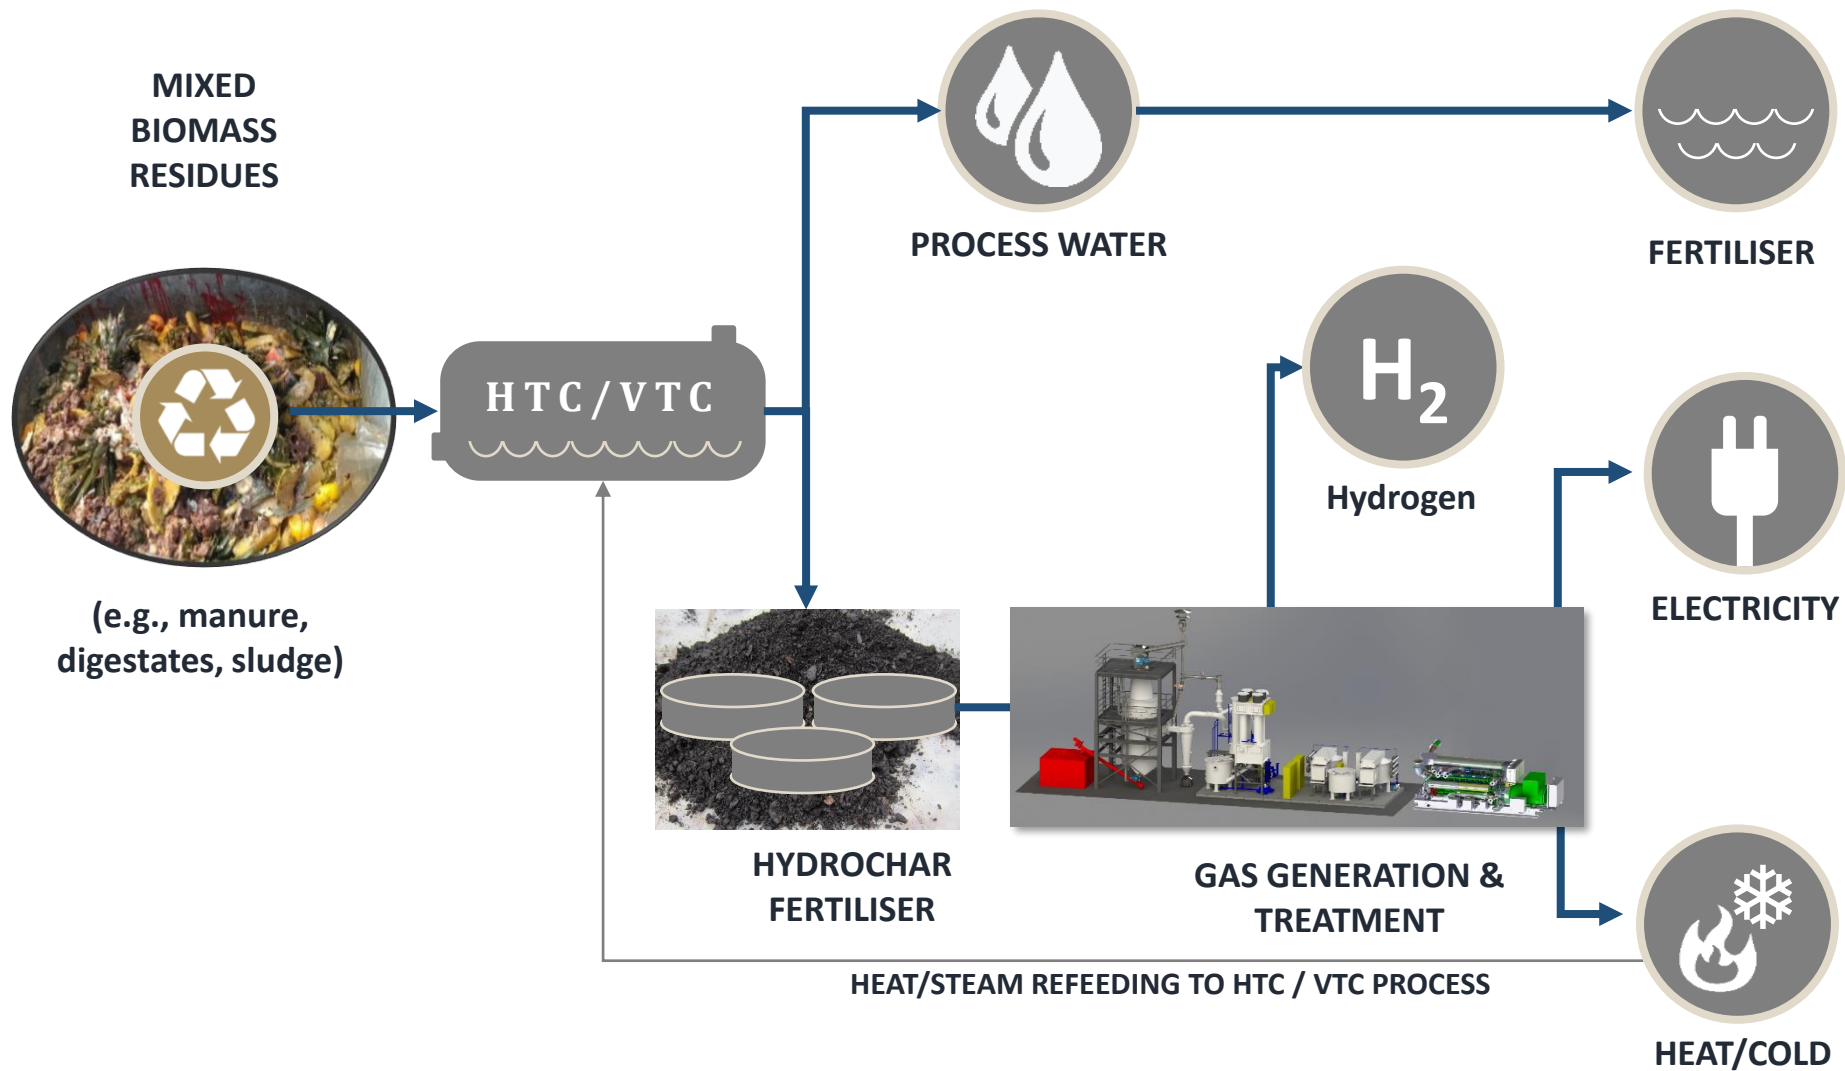 MIXED
BIOMASS
RESIDUES
(e.g., manure,
digestates, sludge)
HTC/VTC
PROCESS WATER
FERTILISER
H2
Hydrogen
ELECTRICITY
HYDROCHAR
FERTILISER
GAS GENERATION &
TREATMENT
HEAT/STEAM REFEEDING TO HTC / VTC PROCESS
HEAT/COLD